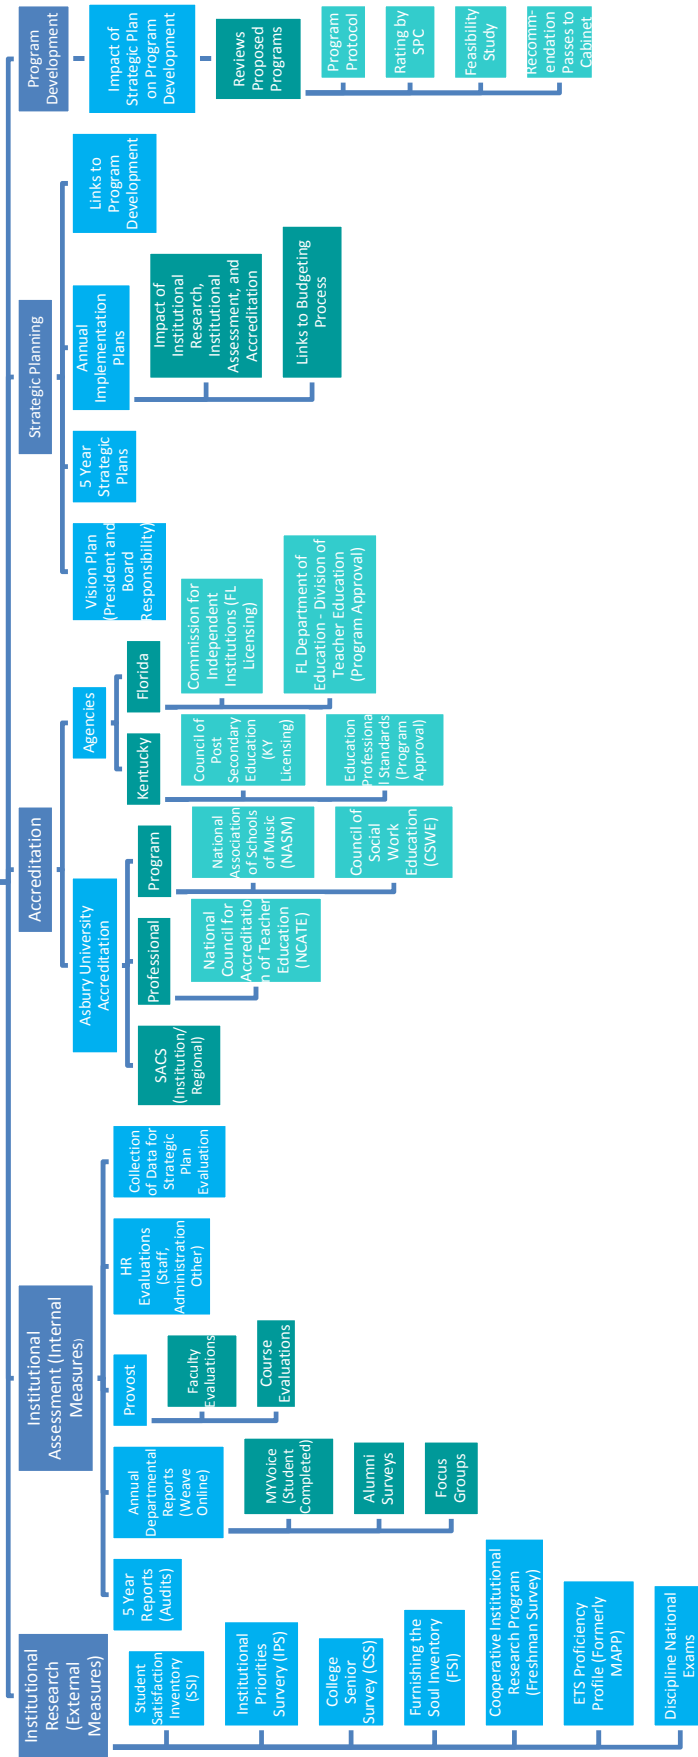 Institutional
Research
(External
Measures)
Student
Satisfaction
Inventory
(SSI)
Institutional
Priorities
Survery (IPS)
College
Senior
Survey (CSS)
Furnishing the
Soul Inventory
(FSI)
Cooperative Institutional
Research Program
(Freshman Survey)
ETS Proficiency
Profile (Formerly
MAPP)
Discipline National
Exams
Institutional
Assessment (Internal
Measures)
5 Year
Reports
(Audits)
Annual
Departmental
Reports
(Weave
Online)
MYVoice
(Student
Completed)
Alumni
Surveys
Focus
Groups
Provost
Faculty
Evaluations
Course
Evaluations
HR
Evaluations
(Staff,
Administration
Other)
Collection
of Data for
Strategic
Plan
Evaluation
Accreditation
Asbury University
Accreditation
SACS
(Institution/
Regional)
Professional
National
Council for
Accreditatio
n of Teacher
Education
(NCATE)
Program
National
Association
of Schools
of Music
(NASM)
Council of
Social
Work
Education
(CSWE)
Agencies
Kentucky
Council of
Post
Secondary
Education
(KY
Licensing)
Education
Professiona
l Standards
(Program
Approval)
Florida
Commission for
Independent
Institutions (FL
Licensing)
FL Department of
Education - Division of
Teacher Education
(Program Approval)
Strategic Planning
Vision Plan
(President and
Board
Responsibility)
5 Year
Strategic
Plans
Annual
Implementation
Plans
Impact of
Institutional
Research,
Institutional
Assessment, and
Accreditation
Links to Budgeting
Process
Links to
Program
Development
Program
Development
Impact of
Strategic Plan
on Program
Development
Reviews
Proposed
Programs
Program
Protocol
Rating by
SPC
Feasibility
Study
Recomm-
endation
Passes to
Cabinet